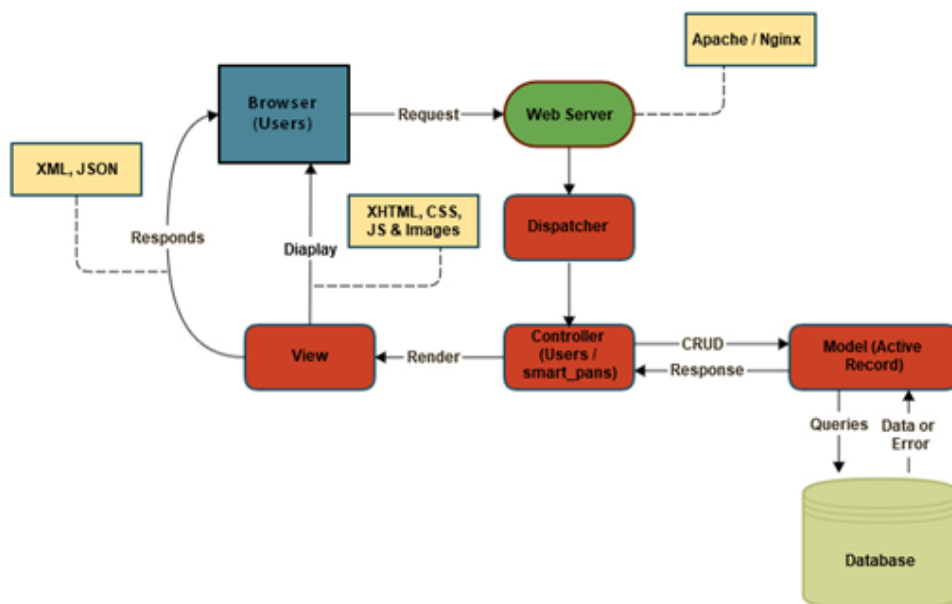 Apache / Nginx
Browser
(Users)
Request
Web Server
XML, JSON
XHTML, CSS,
JS & Images
Responds
Diaplay
Dispatcher
View
Render
Controller
(Users /
smart_pans)
CRUD
Response
Model (Active
Record)
Queries
Data or
Error
Database